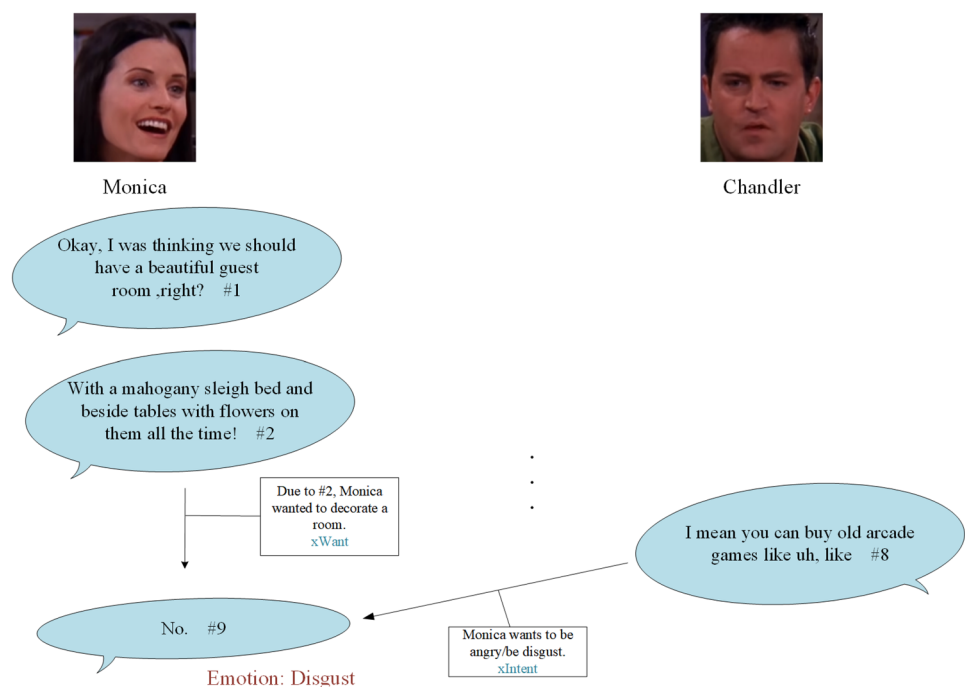 Monica
Chandler
Okay, I was thinking we should
have a beautiful guest
room ,right? #1
With a mahogany sleigh bed and
beside tables with flowers on
them all the time! #2
Due to #2, Monica
wanted to decorate a
room.
xWant
I mean you can buy old arcade
games like uh, like #8
No. #9
Monica wants to be
angry/be disgust.
xIntent
Emotion: Disgust